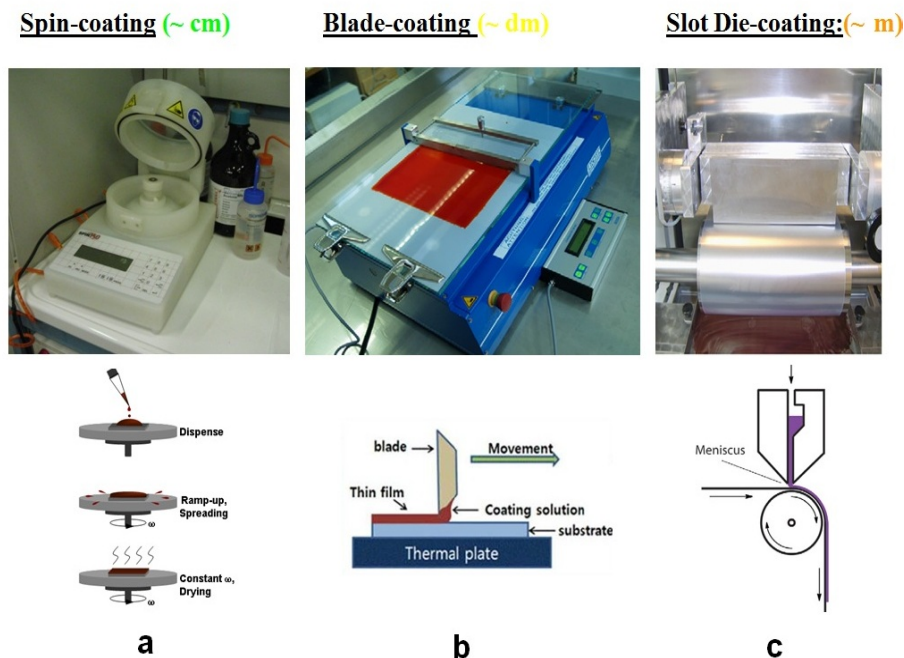 Spin-coating (~ cm)
Blade-coating (~ dm)
Slot Die-coating:(~ m)
Dispense
Ramp-up,
Spreading
ω
Constant ω,
Drying
ω
blade
Movement
Thin film
Coating solution
substrate
Thermal plate
Meniscus
a
b
c